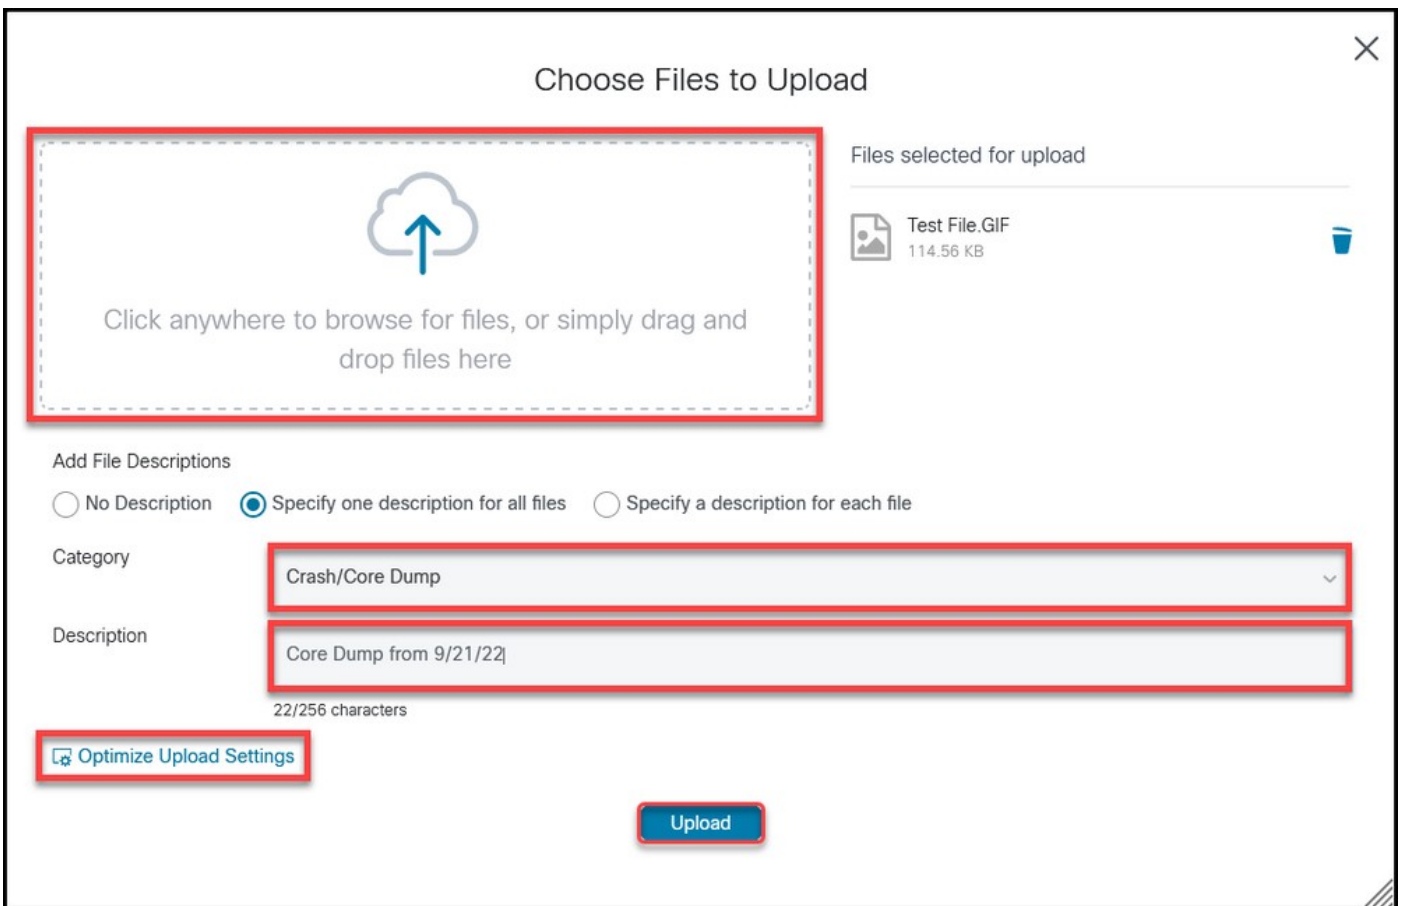 Choose Files to Upload
Click anywhere to browse for files, or simply drag and
drop files here
Files selected for upload
Test File.GIF
114.56 KB
Add File Descriptions
No Description Specify one description for all files Specify a description for each file
Category
Crash/Core Dump
Description
Core Dump from 9/21/22
22/256 characters
Optimize Upload Settings
Upload